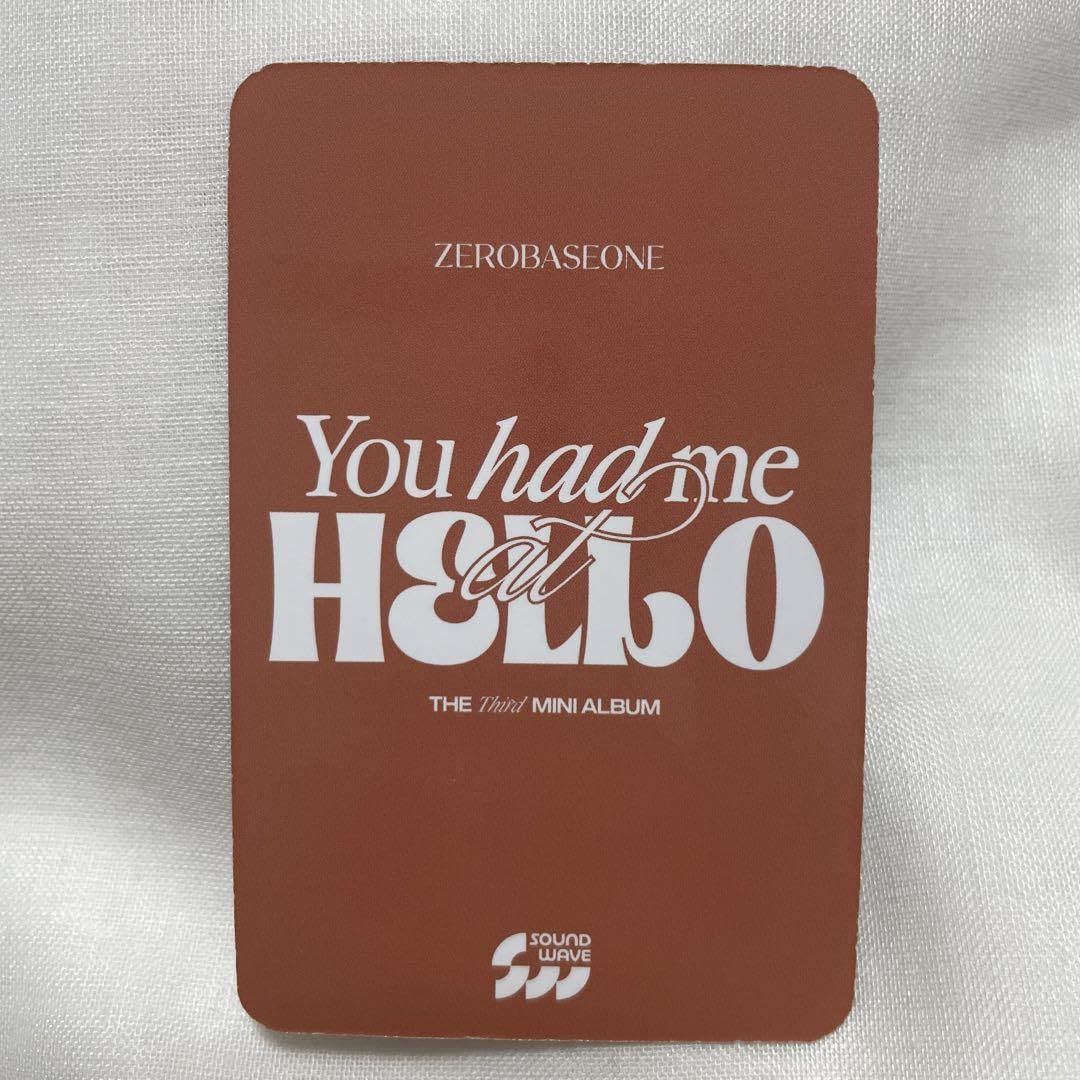 ZEROBASEONE
You had me
at
HELLO
THE Third MINI ALBUM
SOUND
WAVE